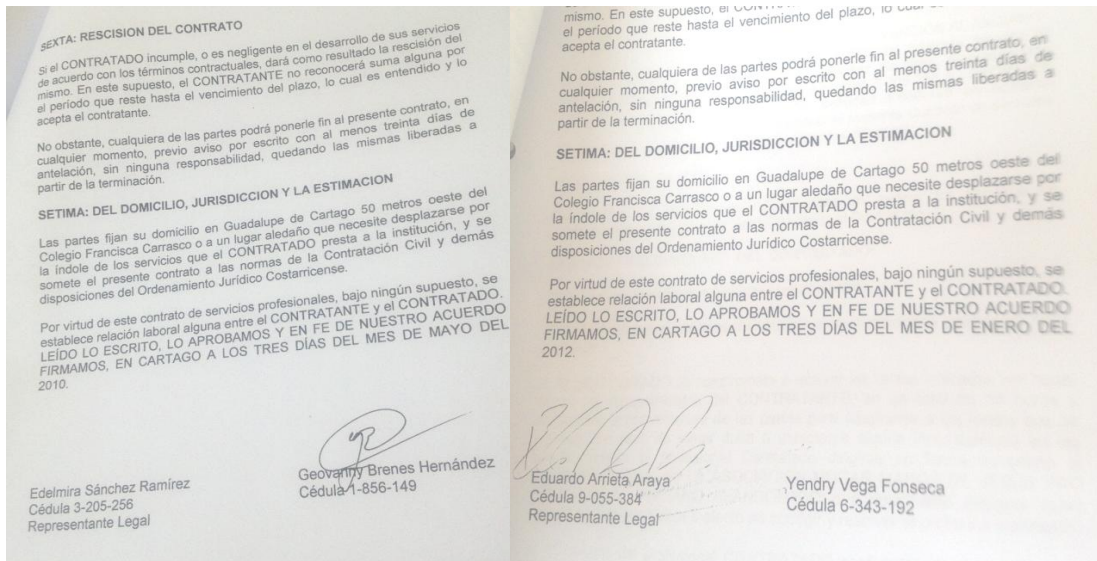 SEXTA: RESCISION DEL CONTRATO
Si el CONTRATADO incumple, o es negligente en el desarrollo de sus servicios
de acuerdo con los términos contractuales, dará como resultado la rescisión del
mismo. En este supuesto, el CONTRATANTE no reconocerá suma alguna por
el período que reste hasta el vencimiento del plazo, lo cual es entendido y lo
acepta el contratante.
No obstante, cualquiera de las partes podrá ponerle fin al presente contrato, en
cualquier momento, previo aviso por escrito con al menos treinta días de
antelación, sin ninguna responsabilidad, quedando las mismas liberadas a
partir de la terminación.
SETIMA: DEL DOMICILIO, JURISDICCION Y LA ESTIMACION
Las partes fijan su domicilio en Guadalupe de Cartago 50 metros oeste del
Colegio Francisca Carrasco o a un lugar aledaño que necesite desplazarse por
la índole de los servicios que el CONTRATADO presta a la institución, y se
somete el presente contrato a las normas de la Contratación Civil y demás
disposiciones del Ordenamiento Jurídico Costarricense.
Por virtud de este contrato de servicios profesionales, bajo ningún supuesto, se
establece relación laboral alguna entre el CONTRATANTE y el CONTRATADO.
LEÍDO LO ESCRITO, LO APROBAMOS Y EN FE DE NUESTRO ACUERDO
FIRMAMOS, EN CARTAGO A LOS TRES DÍAS DEL MES DE MAYO DEL
2010.
Edelmira Sánchez Ramírez
Cédula 3-205-256
Representante Legal
Geovanny Brenes Hernández
Cédula 1-856-149
mismo. En este supuesto, el
el período que reste hasta el vencimiento del plazo, lo
acepta el contratante.
No obstante, cualquiera de las partes podrá ponerle fin al presente contrato, en
cualquier momento, previo aviso por escrito con al menos treinta días de
antelación, sin ninguna responsabilidad, quedando las mismas liberadas a
partir de la terminación.
SETIMA: DEL DOMICILIO, JURISDICCION Y LA ESTIMACION
Las partes fijan su domicilio en Guadalupe de Cartago 50 metros oeste del
Colegio Francisca Carrasco o a un lugar aledaño que necesite desplazarse por
la índole de los servicios que el CONTRATADO presta a la institución, y se
somete el presente contrato a las normas de la Contratación Civil y demás
disposiciones del Ordenamiento Jurídico Costarricense.
Por virtud de este contrato de servicios profesionales, bajo ningún supuesto, se
establece relación laboral alguna entre el CONTRATANTE y el CONTRATADO.
LEÍDO LO ESCRITO, LO APROBAMOS Y EN FE DE NUESTRO ACUERDO
FIRMAMOS, EN CARTAGO A LOS TRES DÍAS DEL MES DE ENERO DEL
2012.
Eduardo Arrieta Araya
Cédula 9-055-384
Representante Legal
Yendry Vega Fonseca
Cédula 6-343-192